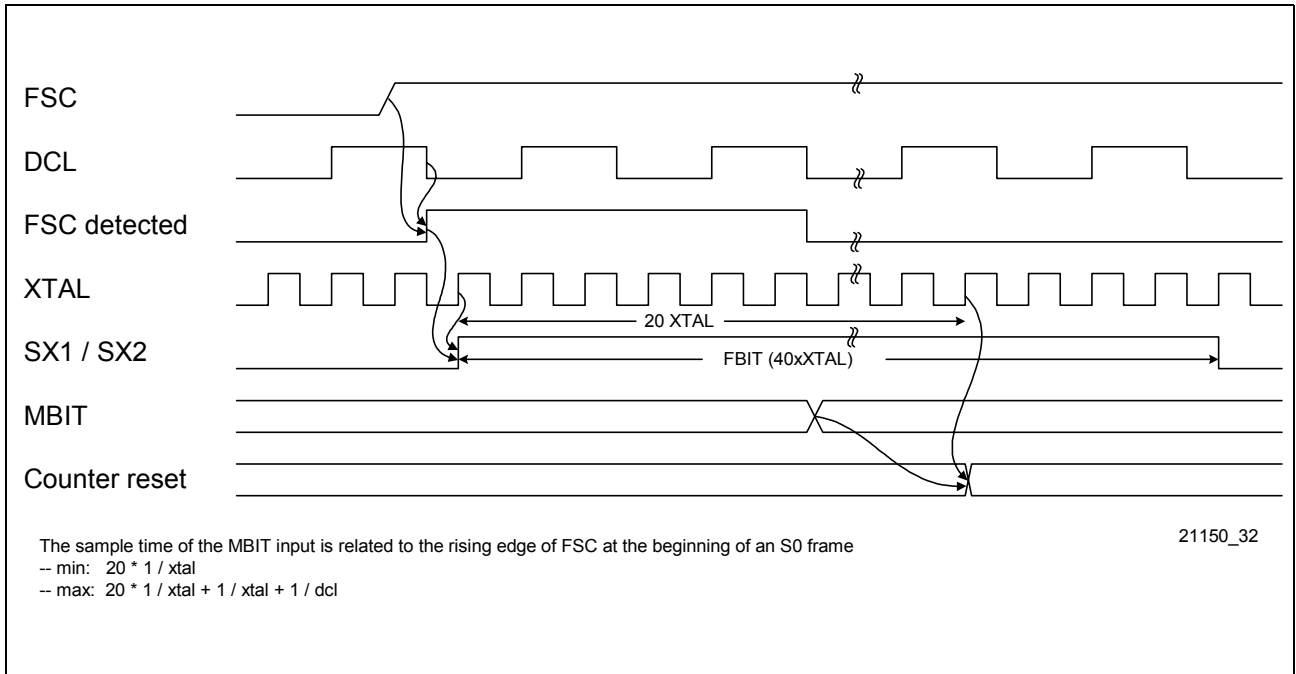 FSC
DCL
FSC detected
XTAL
20 XTAL
SX1 / SX2
FBIT (40xXTAL)
MBIT
Counter reset
The sample time of the MBIT input is related to the rising edge of FSC at the beginning of an S0 frame
-- min: 20 * 1 / xtal
-- max: 20 * 1 / xtal + 1 / xtal + 1 / dcl
21150_32